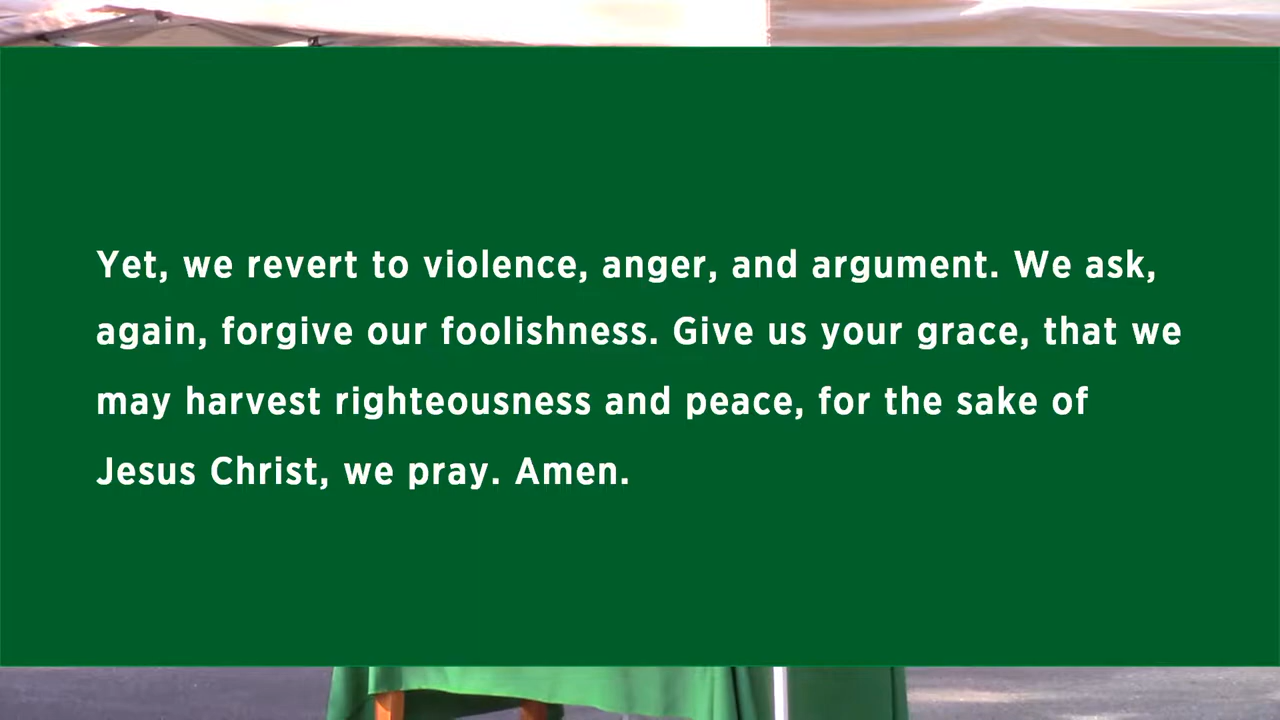 Yet, we revert to violence, anger, and argument. We ask,
again, forgive our foolishness. Give us your grace, that we
may harvest righteousness and peace, for the sake of
Jesus Christ, we pray. Amen.